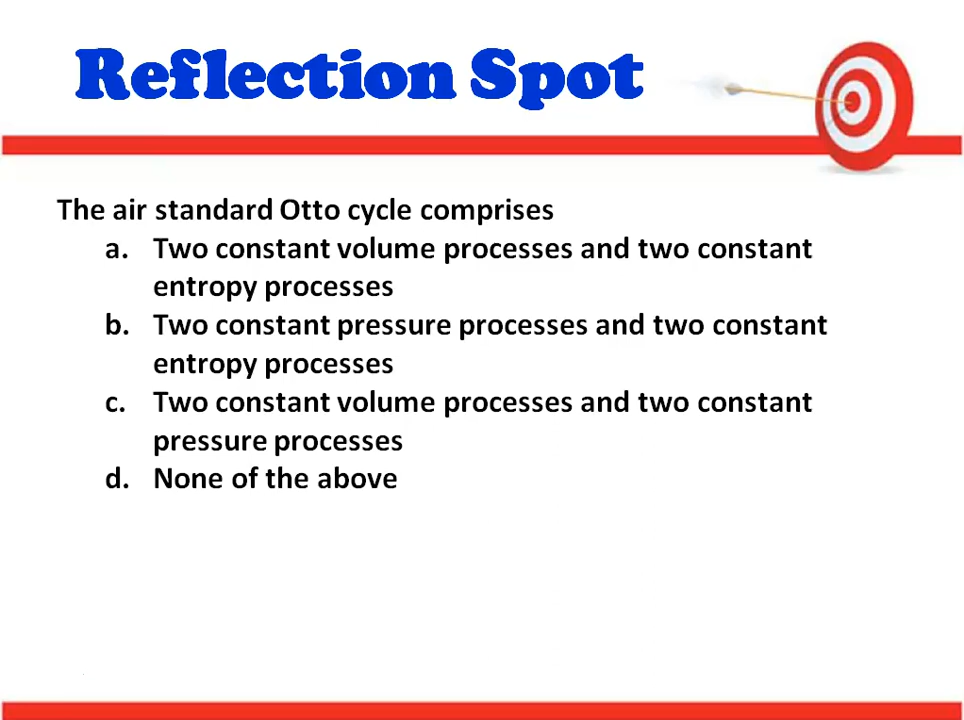 Reflection Spot
The air standard Otto cycle comprises
a. Two constant volume processes and two constant
entropy processes
b. Two constant pressure processes and two constant
entropy processes
c. Two constant volume processes and two constant
pressure processes
d. None of the above